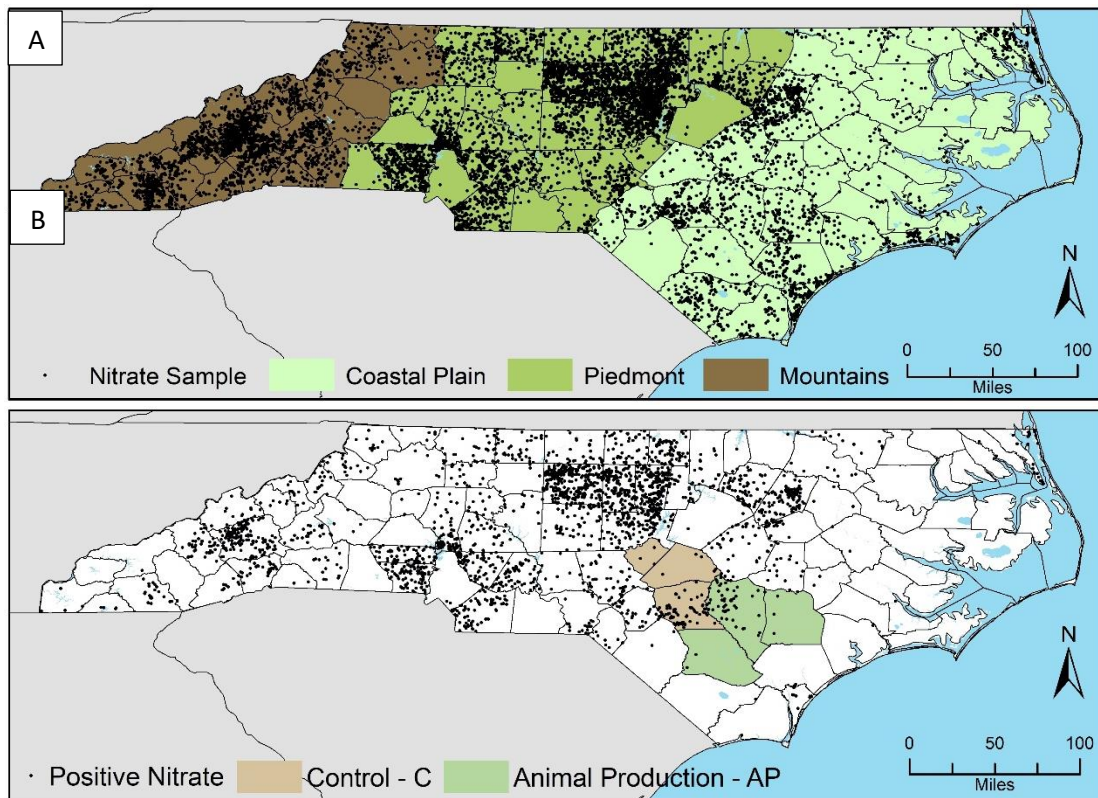 A
B
N
0 50 100
Miles
Nitrate Sample Coastal Plain Piedmont Mountains
N
0 50 100
Miles
Positive Nitrate Control - C Animal Production - AP